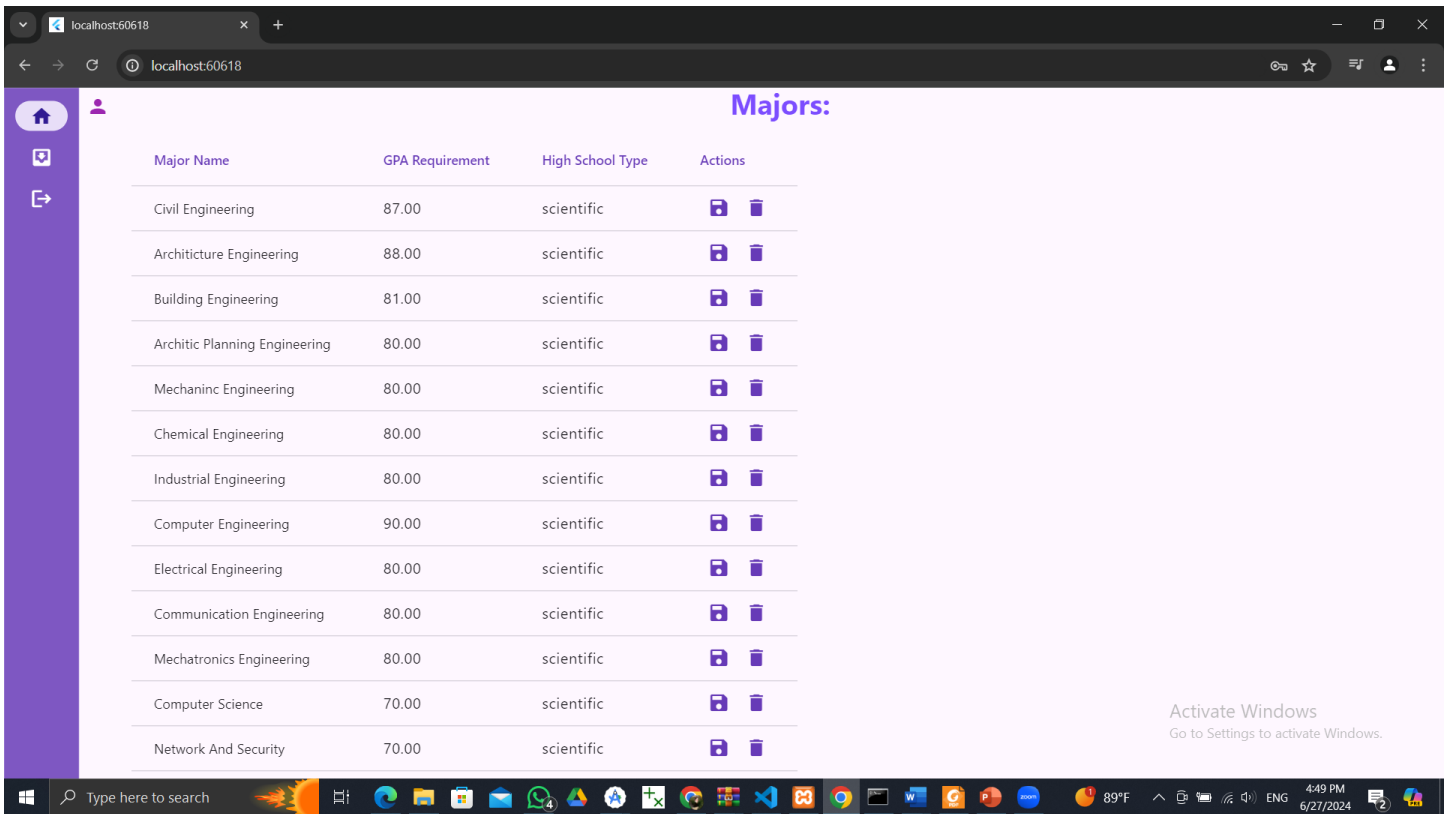 localhost:60618
localhost:60618
Majors:
Major Name GPA Requirement High School Type Actions
Civil Engineering 87.00 scientific
Architicture Engineering 88.00 scientific
Building Engineering 81.00 scientific
Architic Planning Engineering 80.00 scientific
Mechaninc Engineering 80.00 scientific
Chemical Engineering 80.00 scientific
Industrial Engineering 80.00 scientific
Computer Engineering 90.00 scientific
Electrical Engineering 80.00 scientific
Communication Engineering 80.00 scientific
Mechatronics Engineering 80.00 scientific
Computer Science 70.00 scientific
Network And Security 70.00 scientific
Activate Windows
Go to Settings to activate Windows.
Type here to search 4 W P zoom 1 89°F ENG 4:49 PM 2
6/27/2024